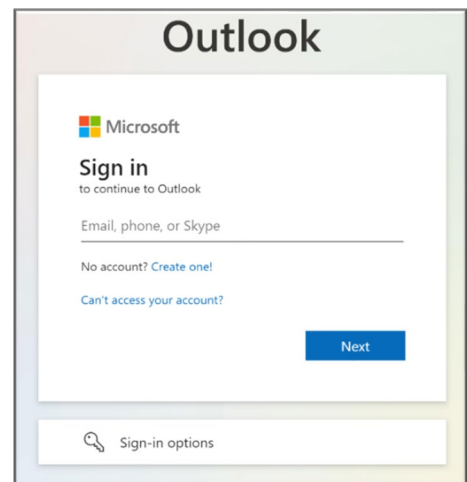 Outlook
Microsoft
Sign in
to continue to Outlook
Email, phone, or Skype
No account? Create one!
Can't access your account?
Next
Sign-in options